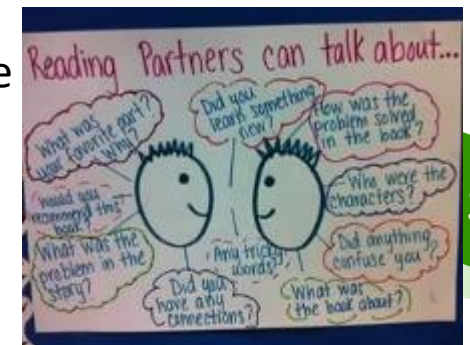 e
Reading Partners can talk about...
What was
your favorite part?
Why?
Did you
learn something
new?
How was the
problem solved
in the book?
Would you
recommend this
book?
Who were the
characters?
What was the
problem in the
story?
Any tricky
words?
Did anything
confuse you?
Did you
have any
connections?
What was
the book about?